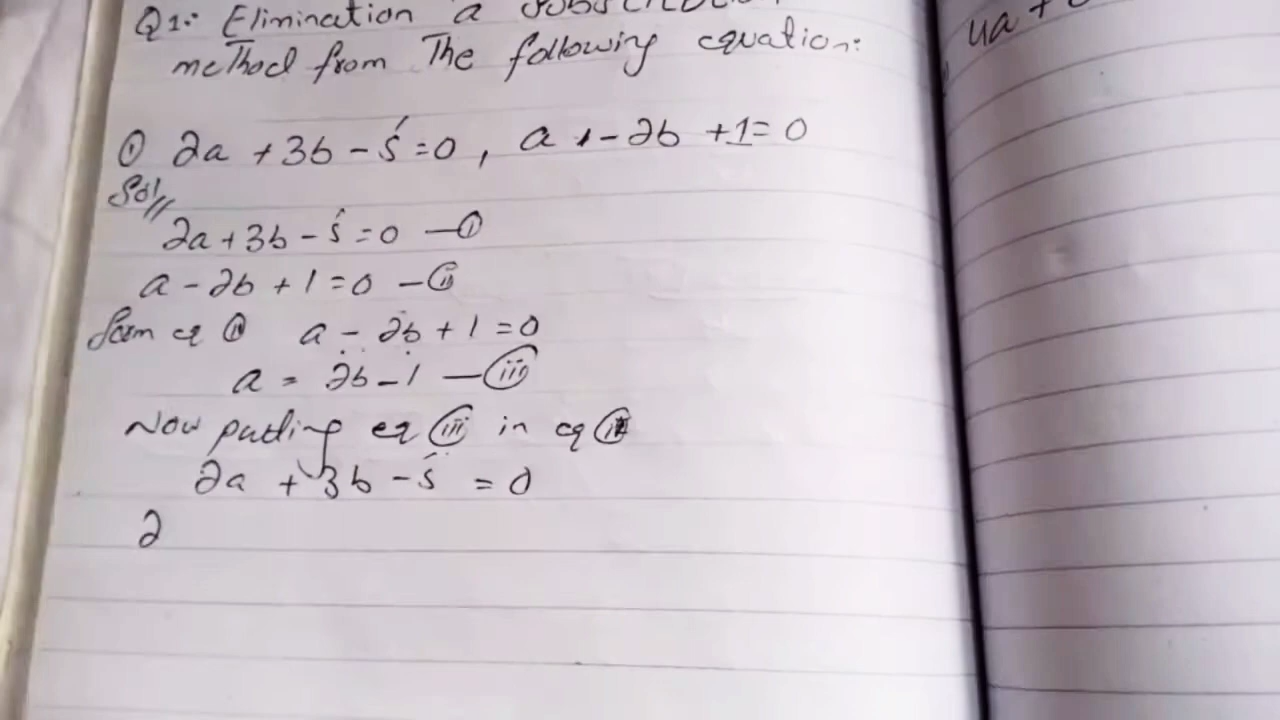 Q1: Elimination a
method from The following equation:
① 2a + 3b - 5 = 0, a - 2b + 1 = 0
Sol//
2a + 3b - 5 = 0 —①
a - 2b + 1 = 0 —ⅱ
from eq ⅱ a - 2b + 1 = 0
a = 2b - 1 —ⅲ
Now putting eq ⅲ in eq
2a + 3b - 5 = 0
2
4a +